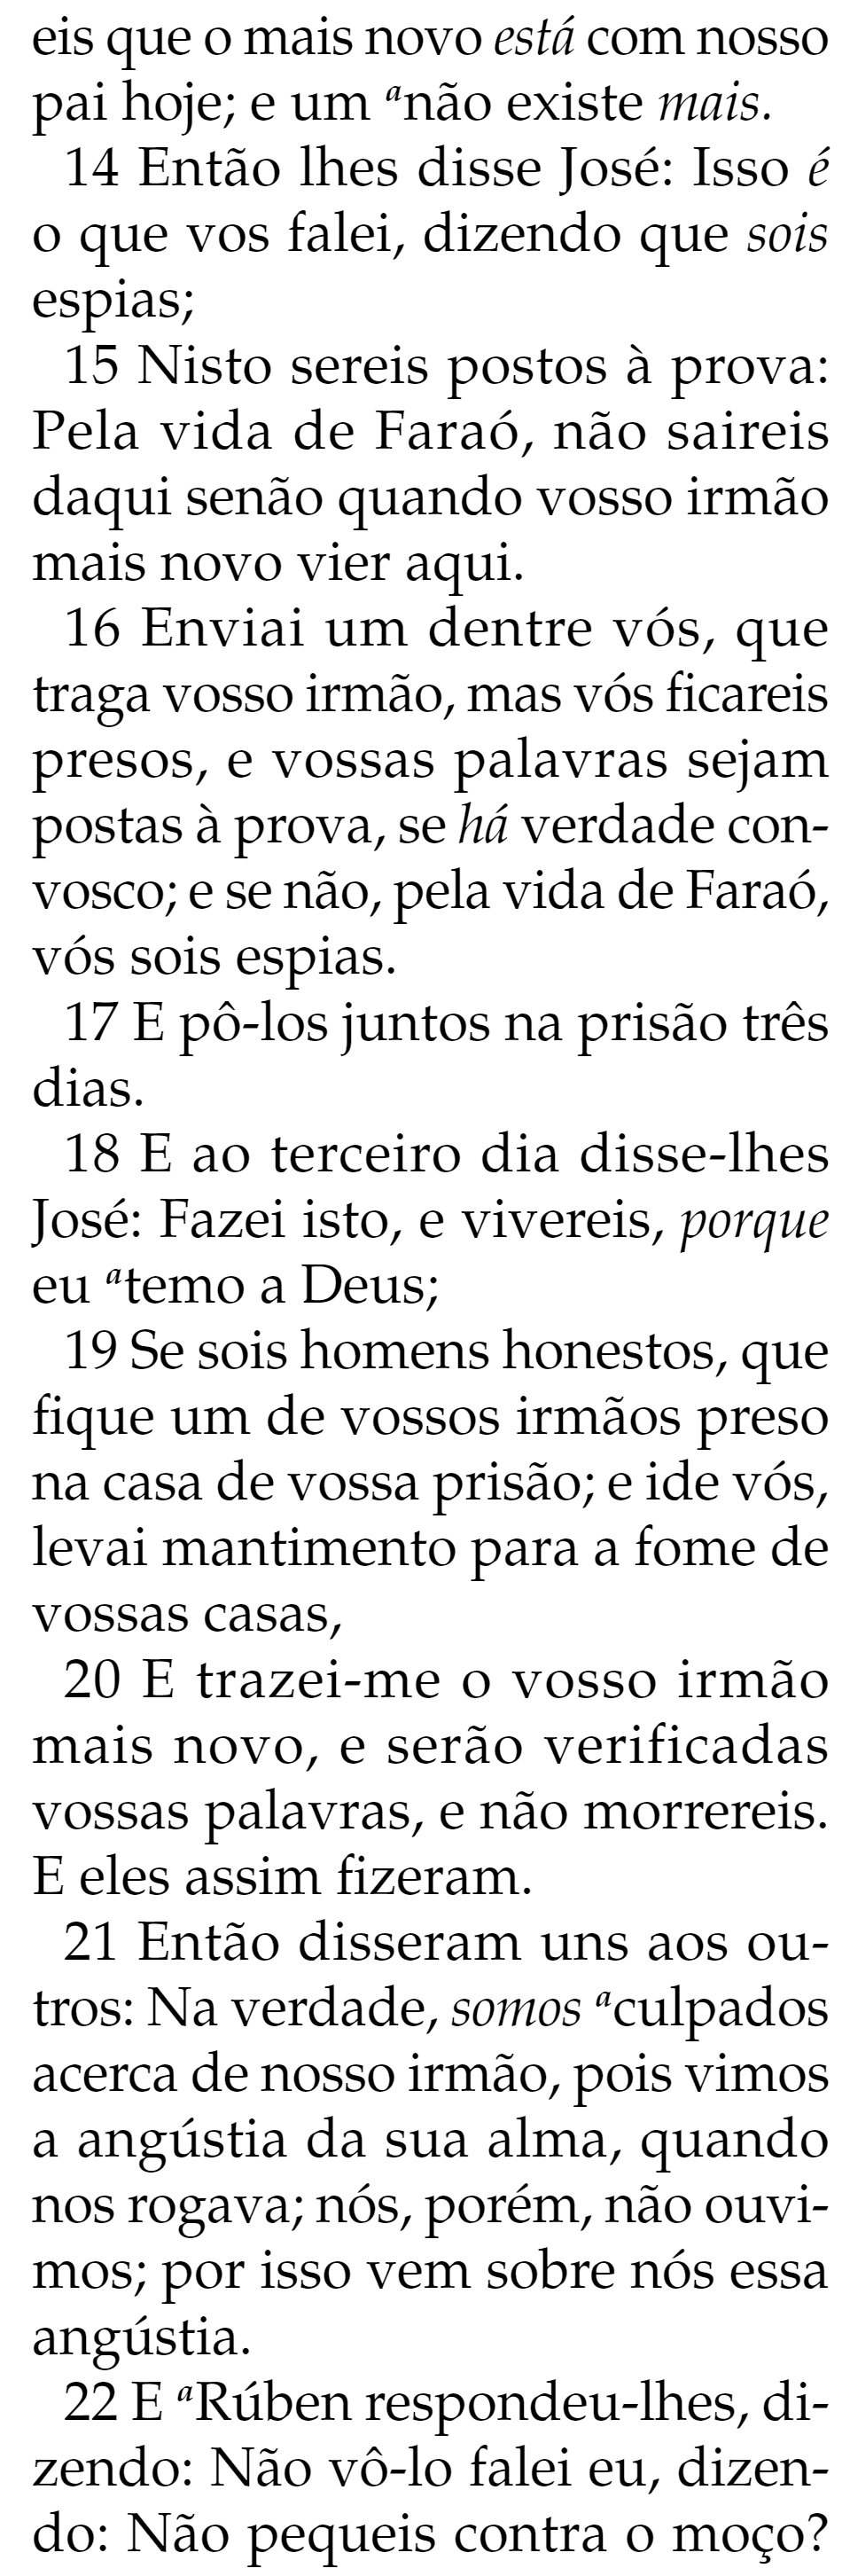 eis que o mais novo está com nosso
pai hoje; e um ᵃnão existe mais.
14 Então lhes disse José: Isso é
o que vos falei, dizendo que sois
espias;
15 Nisto sereis postos à prova:
Pela vida de Faraó, não saireis
daqui senão quando vosso irmão
mais novo vier aqui.
16 Enviai um dentre vós, que
traga vosso irmão, mas vós ficareis
presos, e vossas palavras sejam
postas à prova, se há verdade con-
vosco; e se não, pela vida de Faraó,
vós sois espias.
17 E pô-los juntos na prisão três
dias.
18 E ao terceiro dia disse-lhes
José: Fazei isto, e vivereis, porque
eu ᵃtemo a Deus;
19 Se sois homens honestos, que
fique um de vossos irmãos preso
na casa de vossa prisão; e ide vós,
levai mantimento para a fome de
vossas casas,
20 E trazei-me o vosso irmão
mais novo, e serão verificadas
vossas palavras, e não morrereis.
E eles assim fizeram.
21 Então disseram uns aos ou-
tros: Na verdade, somos ᵃculpados
acerca de nosso irmão, pois vimos
a angústia da sua alma, quando
nos rogava; nós, porém, não ouvi-
mos; por isso vem sobre nós essa
angústia.
22 E ᵃRúben respondeu-lhes, di-
zendo: Não vô-lo falei eu, dizen-
do: Não pequeis contra o moço?